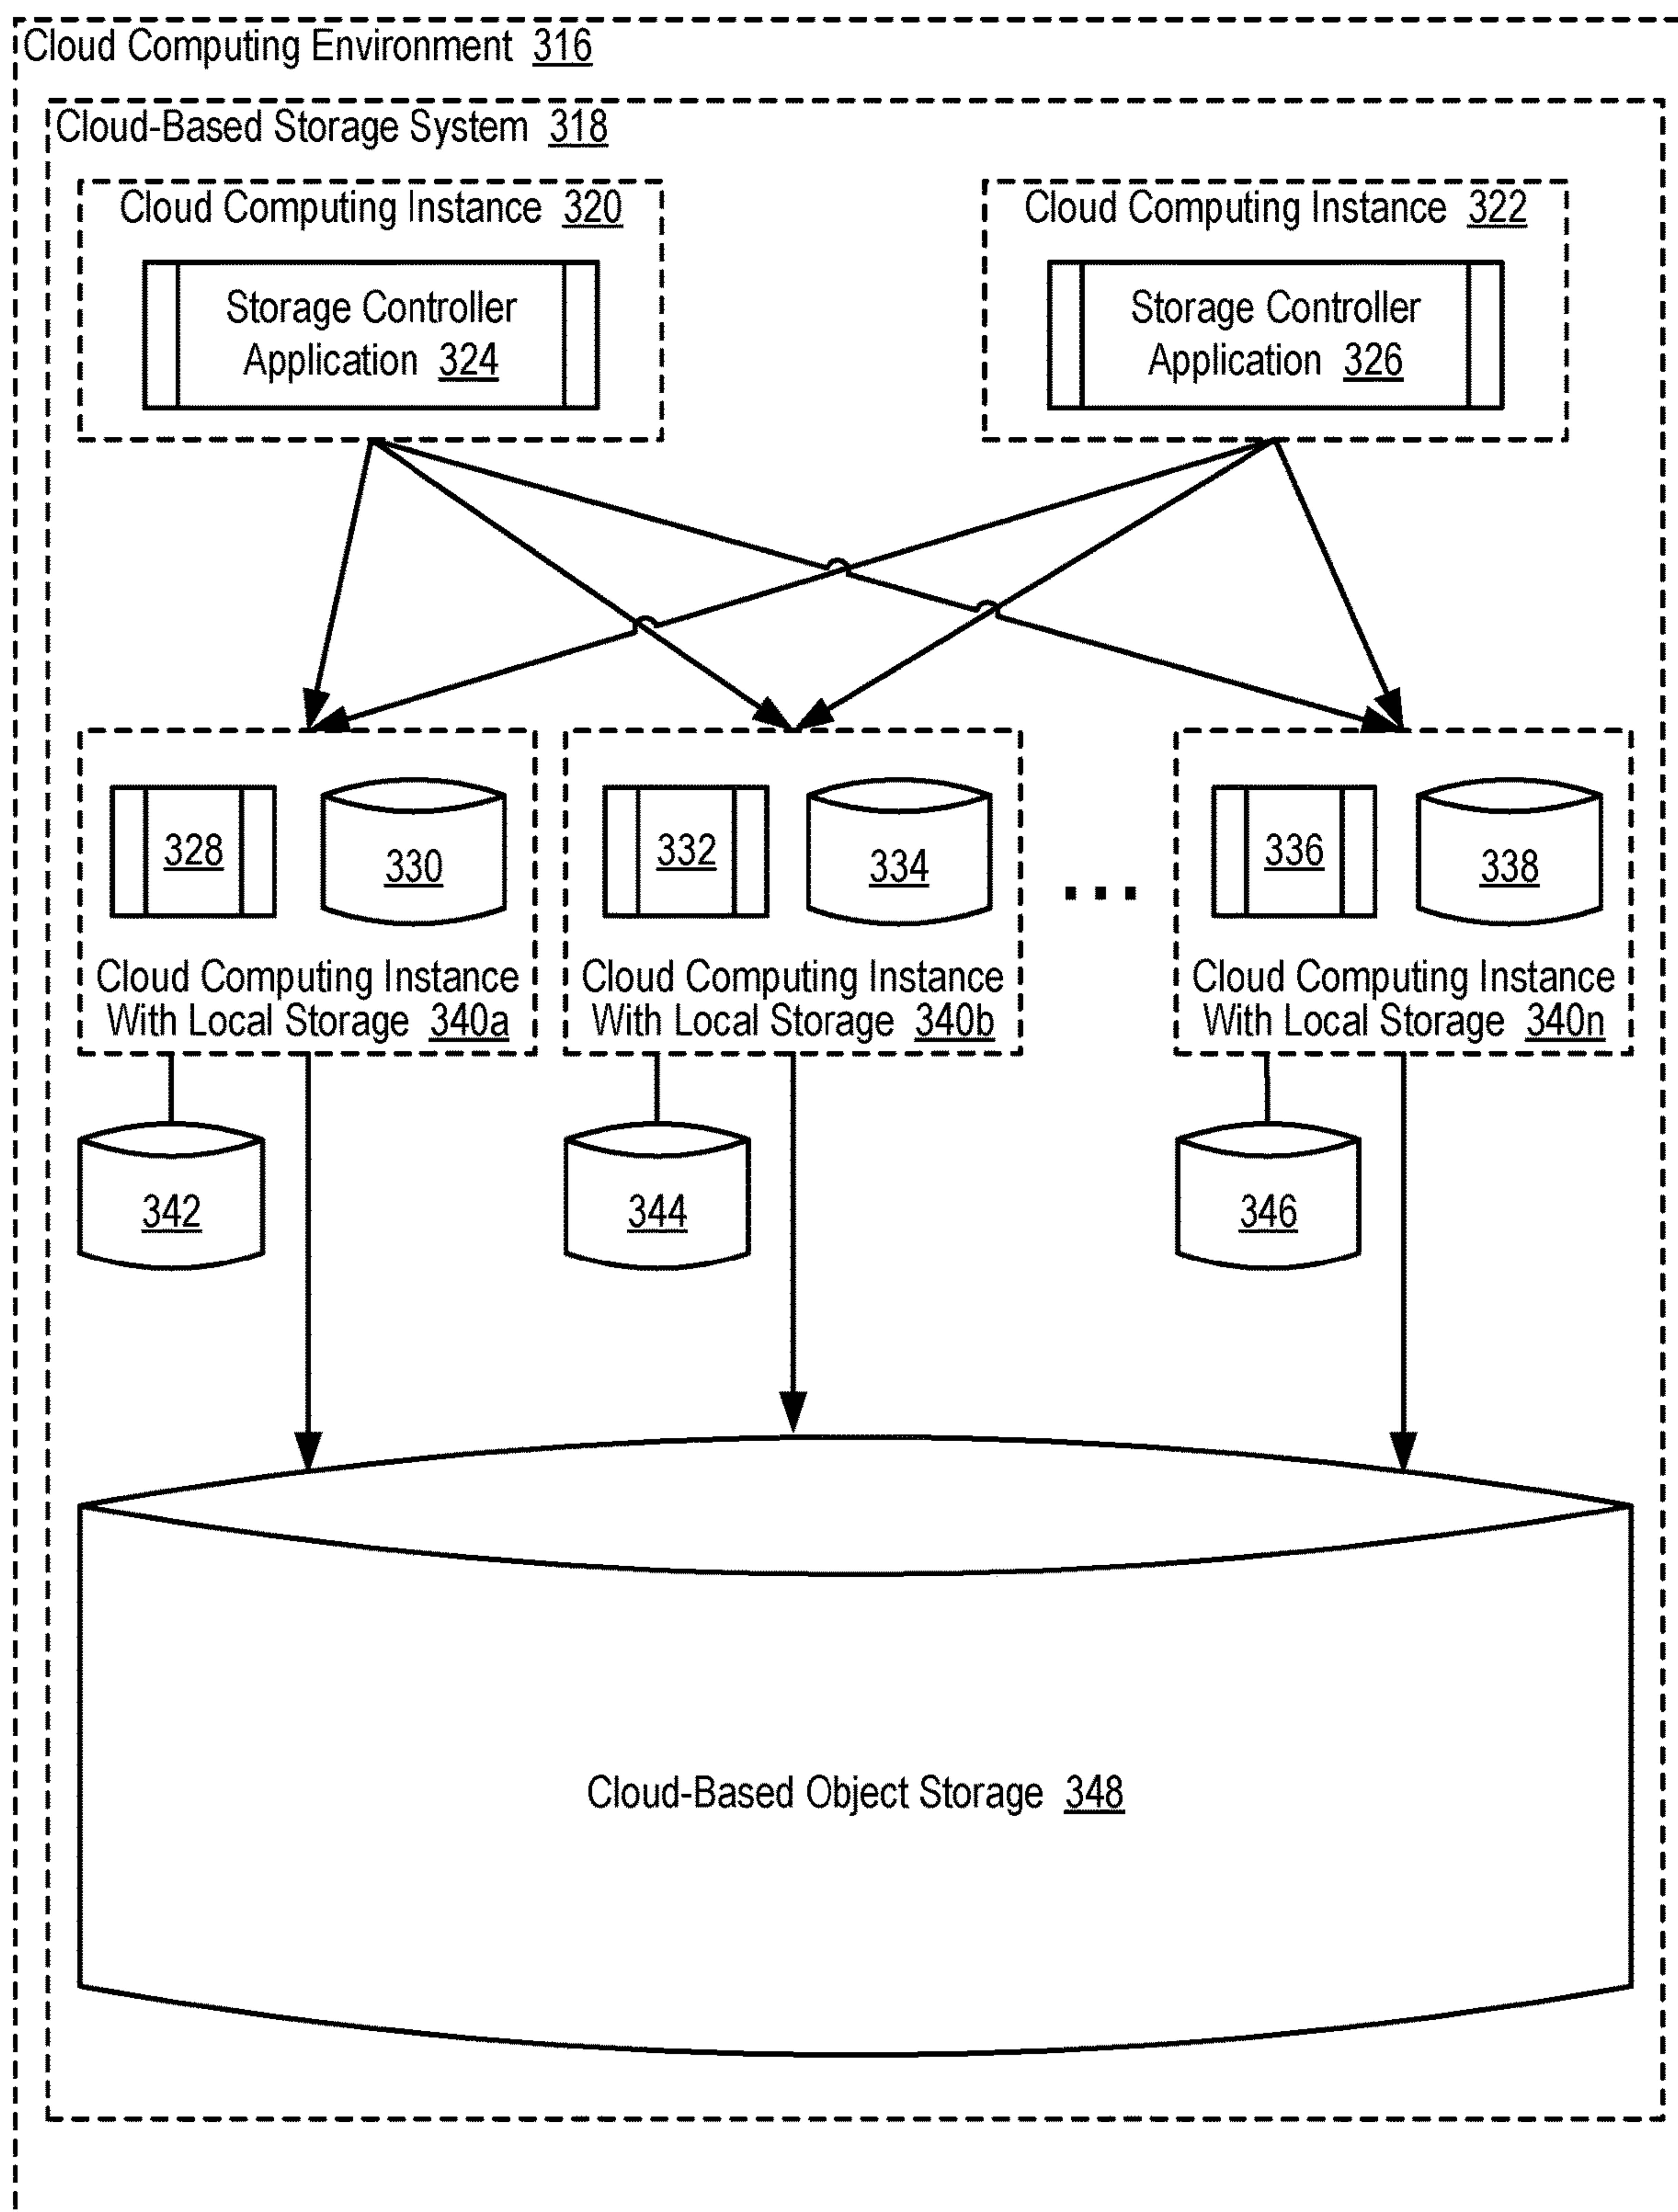 Cloud Computing Environment 316
Cloud-Based Storage System 318
Cloud Computing Instance 320
Storage Controller
Application 324
Cloud Computing Instance 322
Storage Controller
Application 326
328
330
Cloud Computing Instance
With Local Storage 340a
332
334
Cloud Computing Instance
With Local Storage 340b
...
336
338
Cloud Computing Instance
With Local Storage 340n
342
344
346
Cloud-Based Object Storage 348